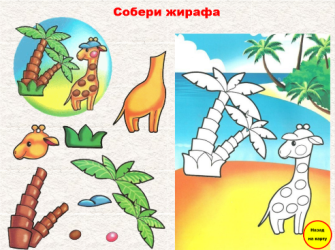 Собери жирафа
Назад
на карту